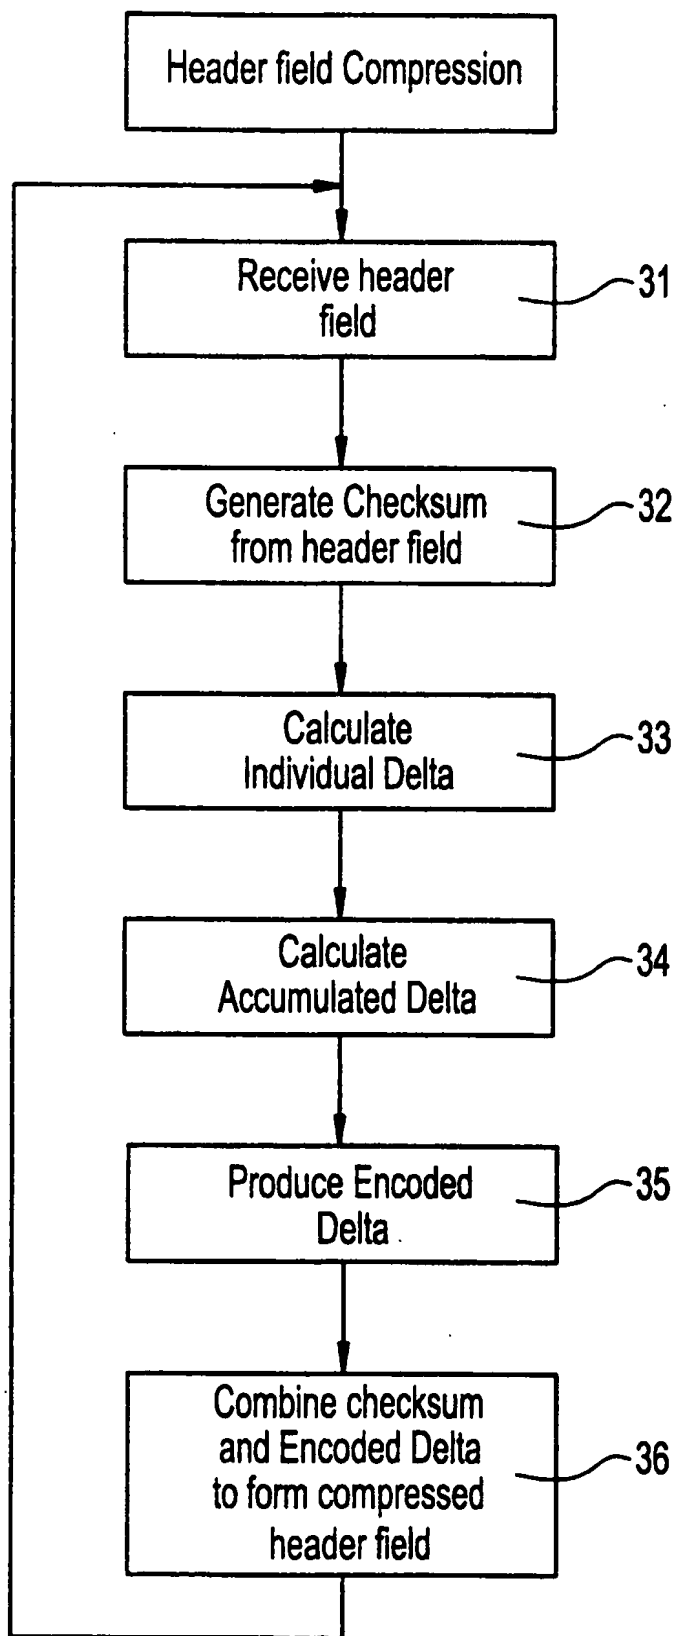 Header field Compression
Receive header
field
31
Generate Checksum
from header field
32
Calculate
Individual Delta
33
Calculate
Accumulated Delta
34
Produce Encoded
Delta
35
Combine checksum
and Encoded Delta
to form compressed
header field
36